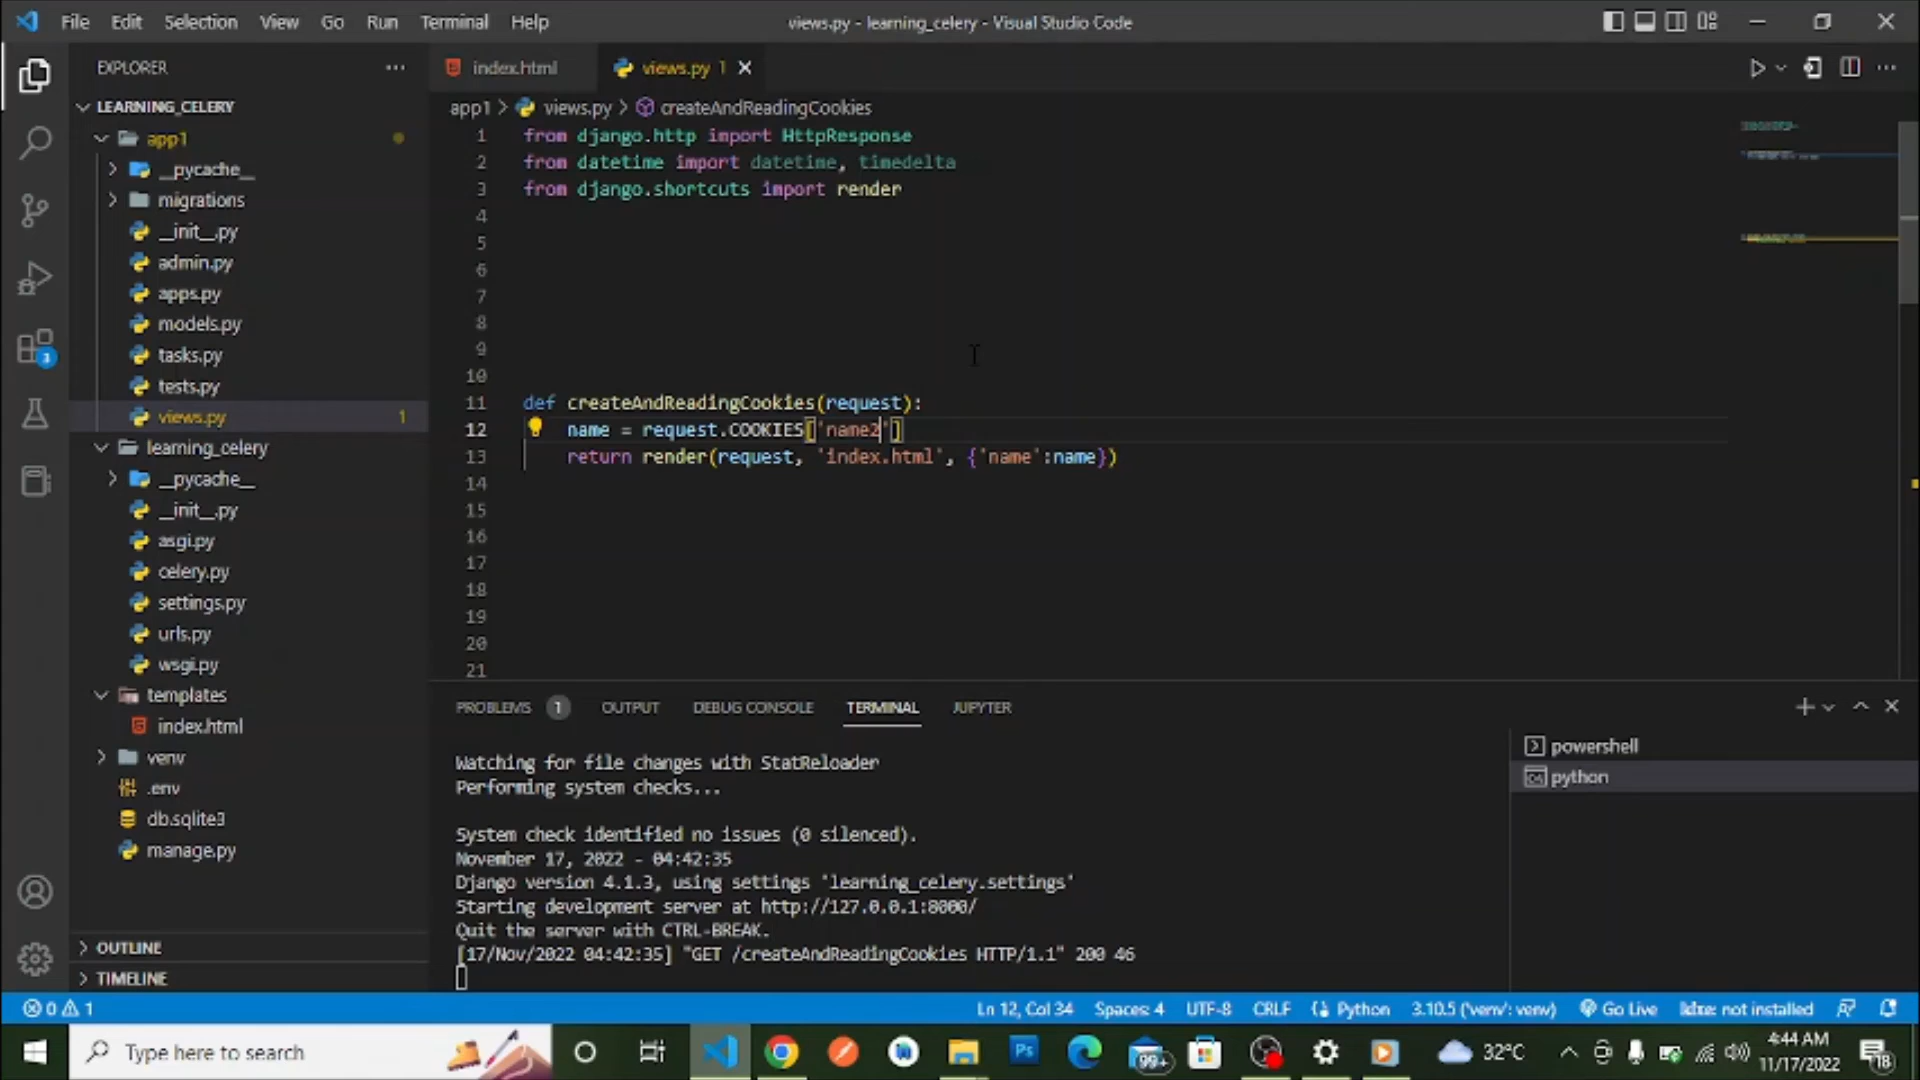 File Edit Selection View Go Run Terminal Help
views.py - learning_celery - Visual Studio Code
EXPLORER
LEARNING_CELERY
app1
__pycache__
migrations
__init__.py
admin.py
apps.py
models.py
tasks.py
tests.py
views.py 1
learning_celery
__pycache__
__init__.py
asgi.py
celery.py
settings.py
urls.py
wsgi.py
templates
index.html
venv
.env
db.sqlite3
manage.py
OUTLINE
TIMELINE
3
index.html views.py 1
app1 > views.py > createAndReadingCookies
1 from django.http import HttpResponse
2 from datetime import datetime, timedelta
3 from django.shortcuts import render
4
5
6
7
8
9
10
11 def createAndReadingCookies(request):
12 name = request.COOKIES['name2']
13 return render(request, 'index.html', {'name':name})
14
15
16
17
18
19
20
21
PROBLEMS 1 OUTPUT DEBUG CONSOLE TERMINAL JUPYTER
Watching for file changes with StatReloader
Performing system checks...
System check identified no issues (0 silenced).
November 17, 2022 - 04:42:35
Django version 4.1.3, using settings 'learning_celery.settings'
Starting development server at http://127.0.0.1:8000/
Quit the server with CTRL-BREAK.
[17/Nov/2022 04:42:35] "GET /createAndReadingCookies HTTP/1.1" 200 46
powershell
python
0 1
Ln 12, Col 34 Spaces: 4 UTF-8 CRLF Python 3.10.5 ('venv': venv) Go Live not installed
Type here to search
Ps
99+
32°C
4:44 AM
11/17/2022
18